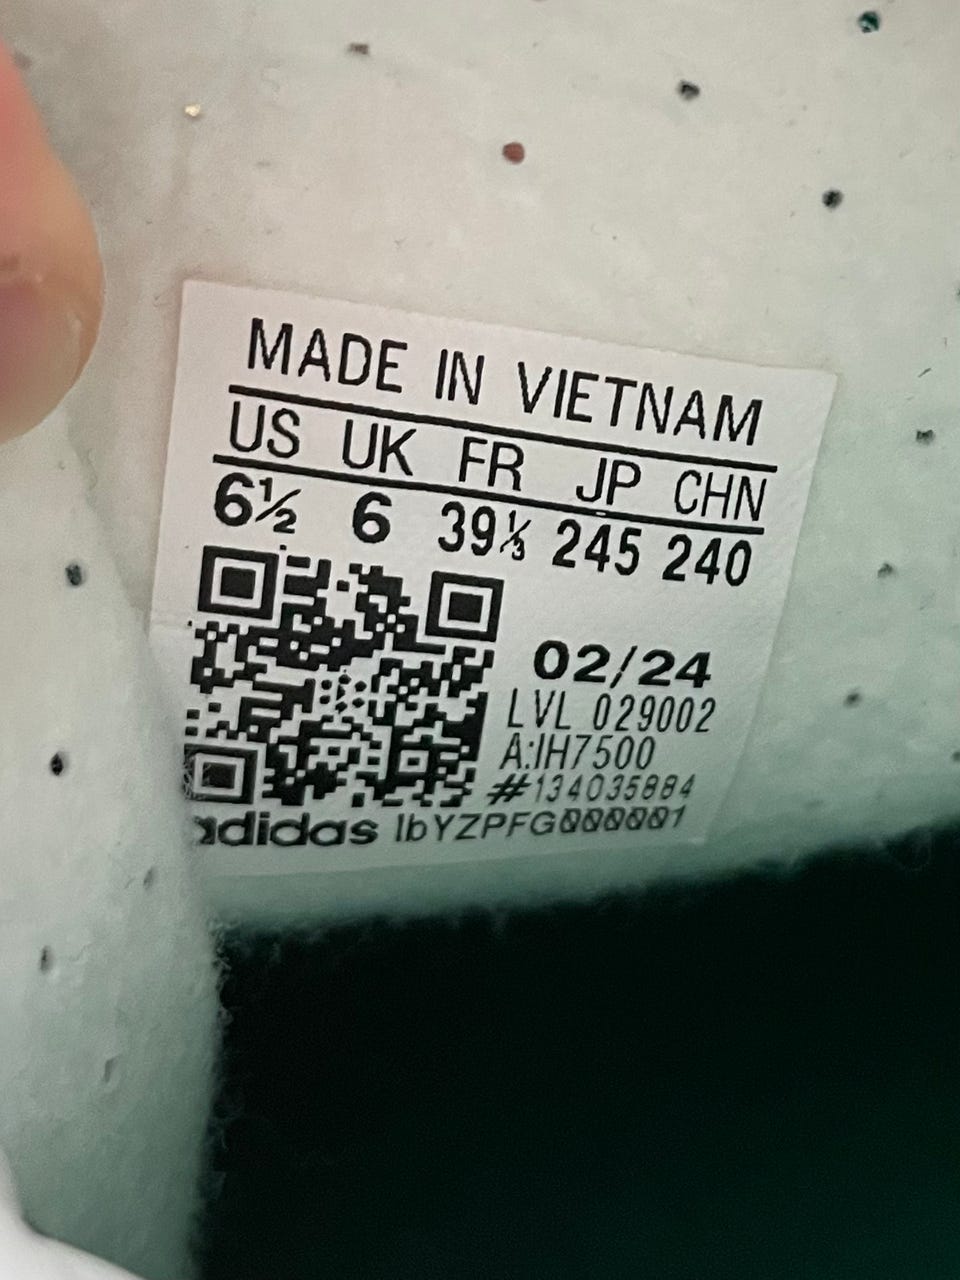 MADE IN VIETNAM
US UK FR JP CHN
6½ 6 39⅓ 245 240
02/24
LVL 029002
A:IH7500
#134035884
adidas lbYZPFG000001